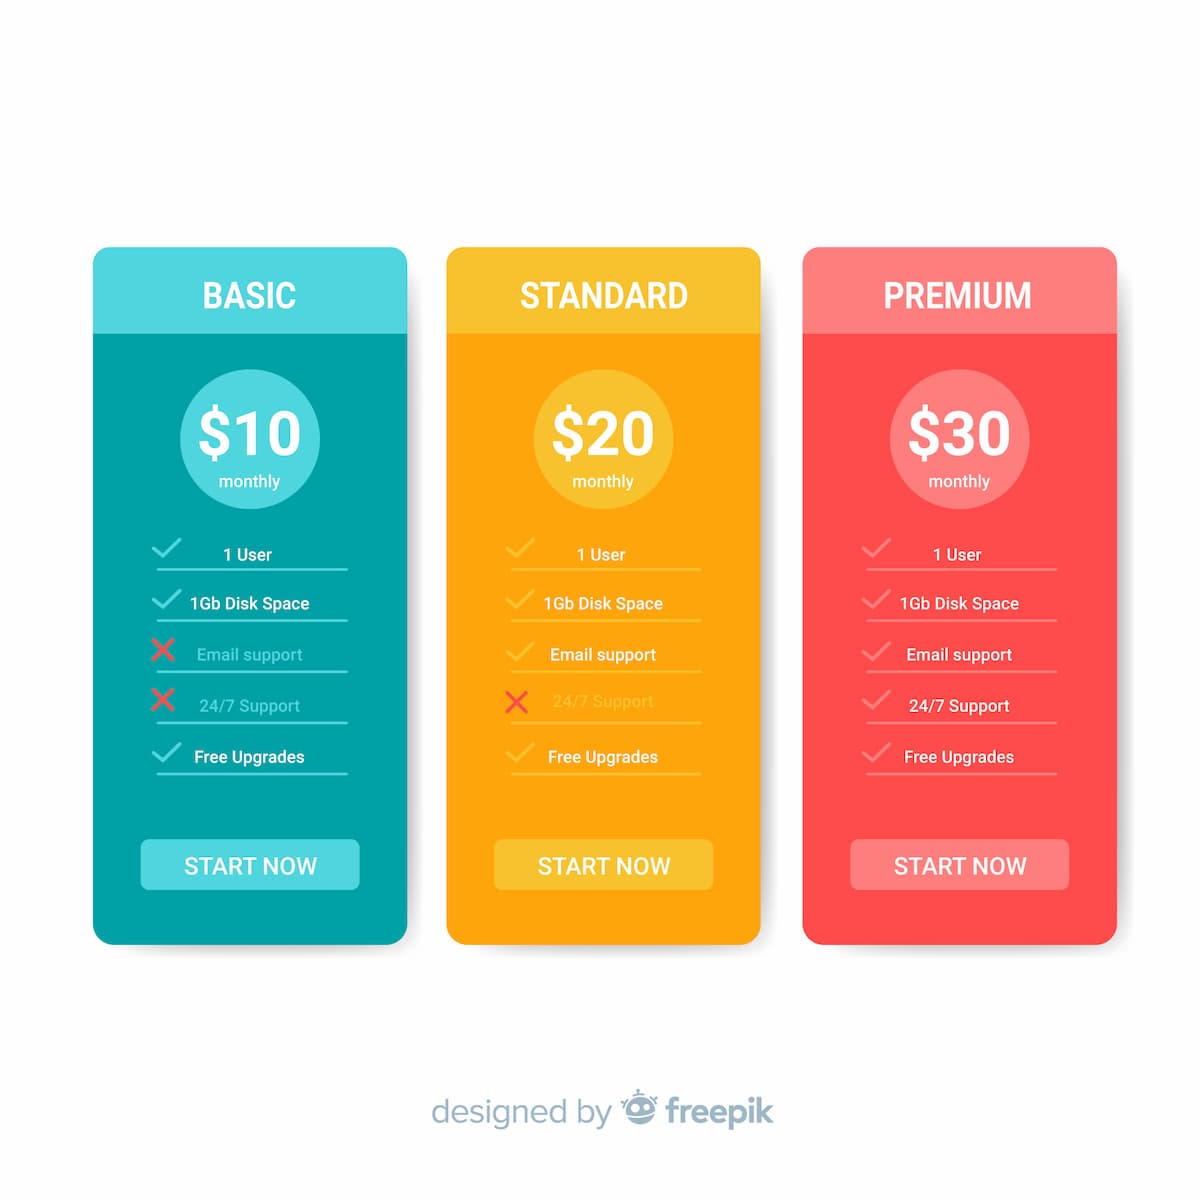 BASIC
$10
monthly
1 User
1Gb Disk Space
Email support
24/7 Support
Free Upgrades
START NOW
STANDARD
$20
monthly
1 User
1Gb Disk Space
Email support
24/7 Support
Free Upgrades
START NOW
PREMIUM
$30
monthly
1 User
1Gb Disk Space
Email support
24/7 Support
Free Upgrades
START NOW
designed by freepik